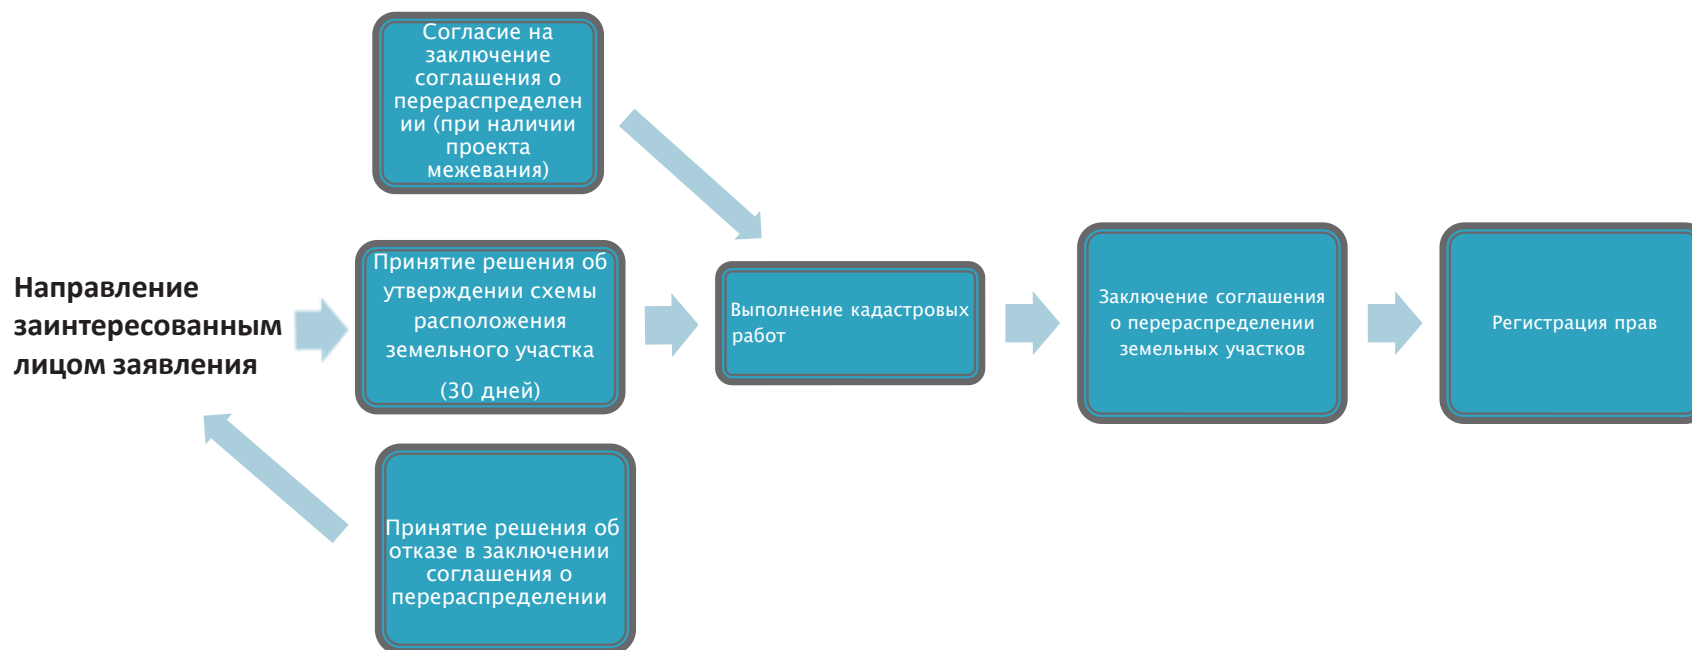 Согласие на
заключение
соглашения о
перераспределен
ии (при наличии
проекта
межевания)
Направление
заинтересованным
лицом заявления
Принятие решения об
утверждении схемы
расположения
земельного участка
(30 дней)
Выполнение кадастровых
работ
Заключение соглашения
о перераспределении
земельных участков
Регистрация прав
Принятие решения об
отказе в заключении
соглашения о
перераспределении